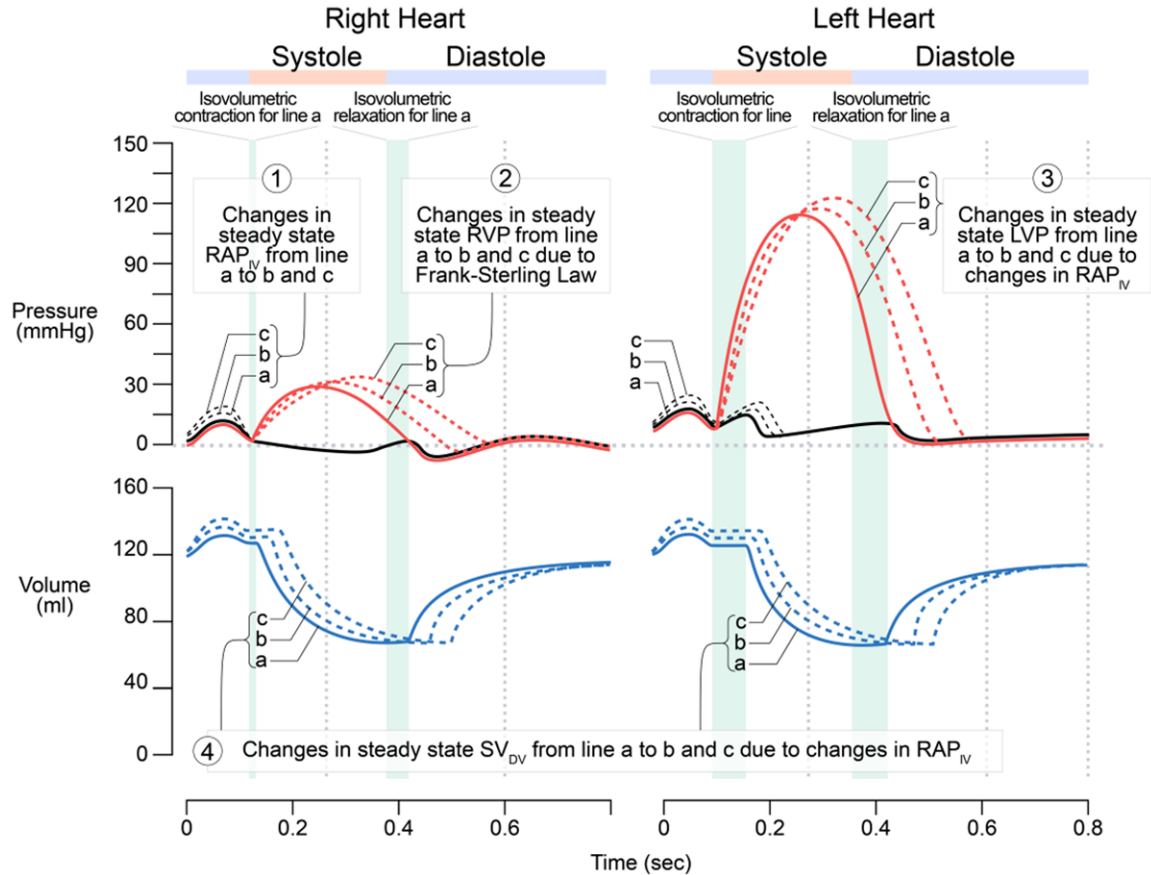 Right Heart
Left Heart
Systole
Diastole
Systole
Diastole
Isovolumetric
contraction for line a
Isovolumetric
relaxation for line a
Isovolumetric
contraction for line
Isovolumetric
relaxation for line a
150
120
90
60
30
0
Pressure
(mmHg)
1
Changes in
steady state
RAP_IV from line
a to b and c
2
Changes in steady
state RVP from line
a to b and c due to
Frank-Sterling Law
3
Changes in steady
state LVP from line
a to b and c due to
changes in RAP_IV
c
b
a
c
b
a
c
b
a
c
b
a
160
120
80
40
0
Volume
(ml)
c
b
a
c
b
a
4
Changes in steady state SV_DV from line a to b and c due to changes in RAP_IV
0
0.2
0.4
0.6
0
0.2
0.4
0.6
0.8
Time (sec)